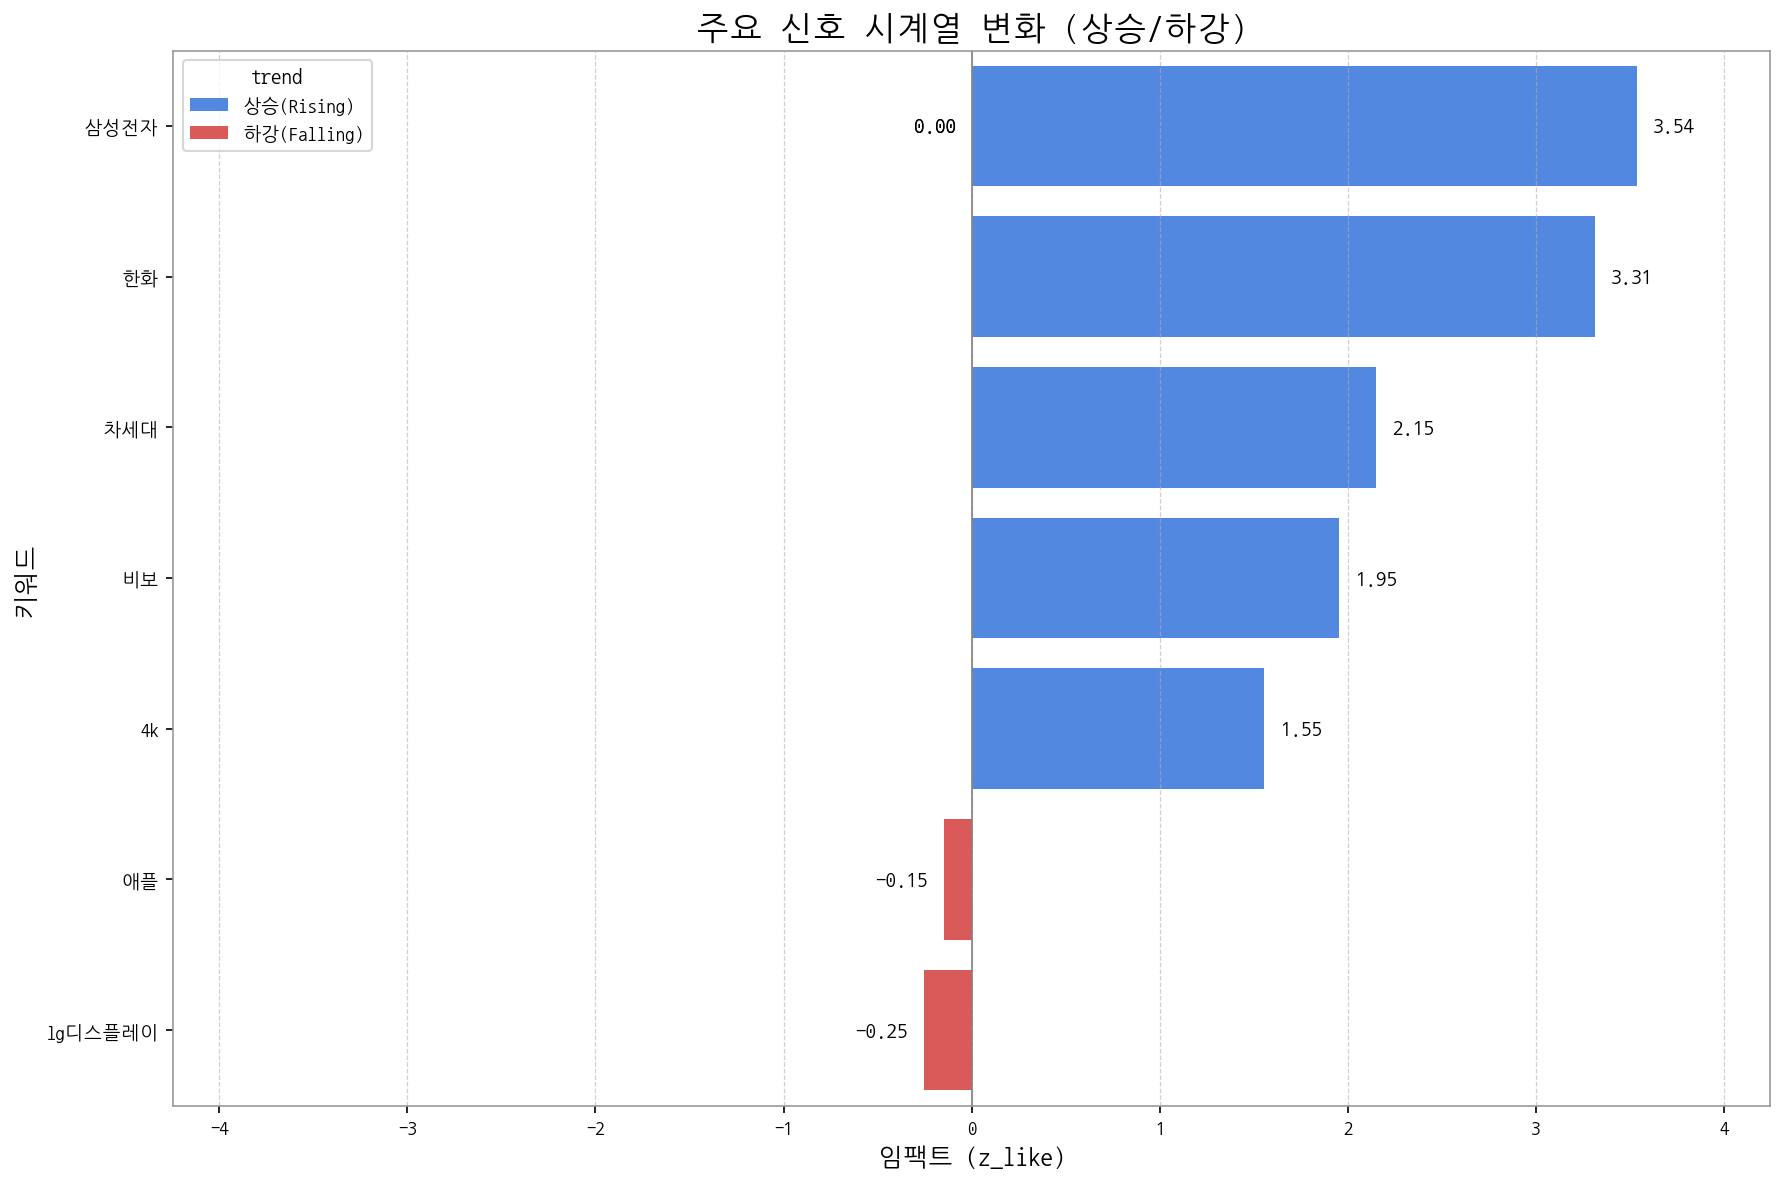 주요 신호 시계열 변화 (상승/하강)
trend
상승(Rising)
하강(Falling)
삼성전자
0.00
3.54
한화
3.31
차세대
2.15
비보
1.95
키워드
4k
1.55
애플
−0.15
lg디스플레이
−0.25
−4
−3
−2
−1
0
1
2
3
4
임팩트 (z_like)